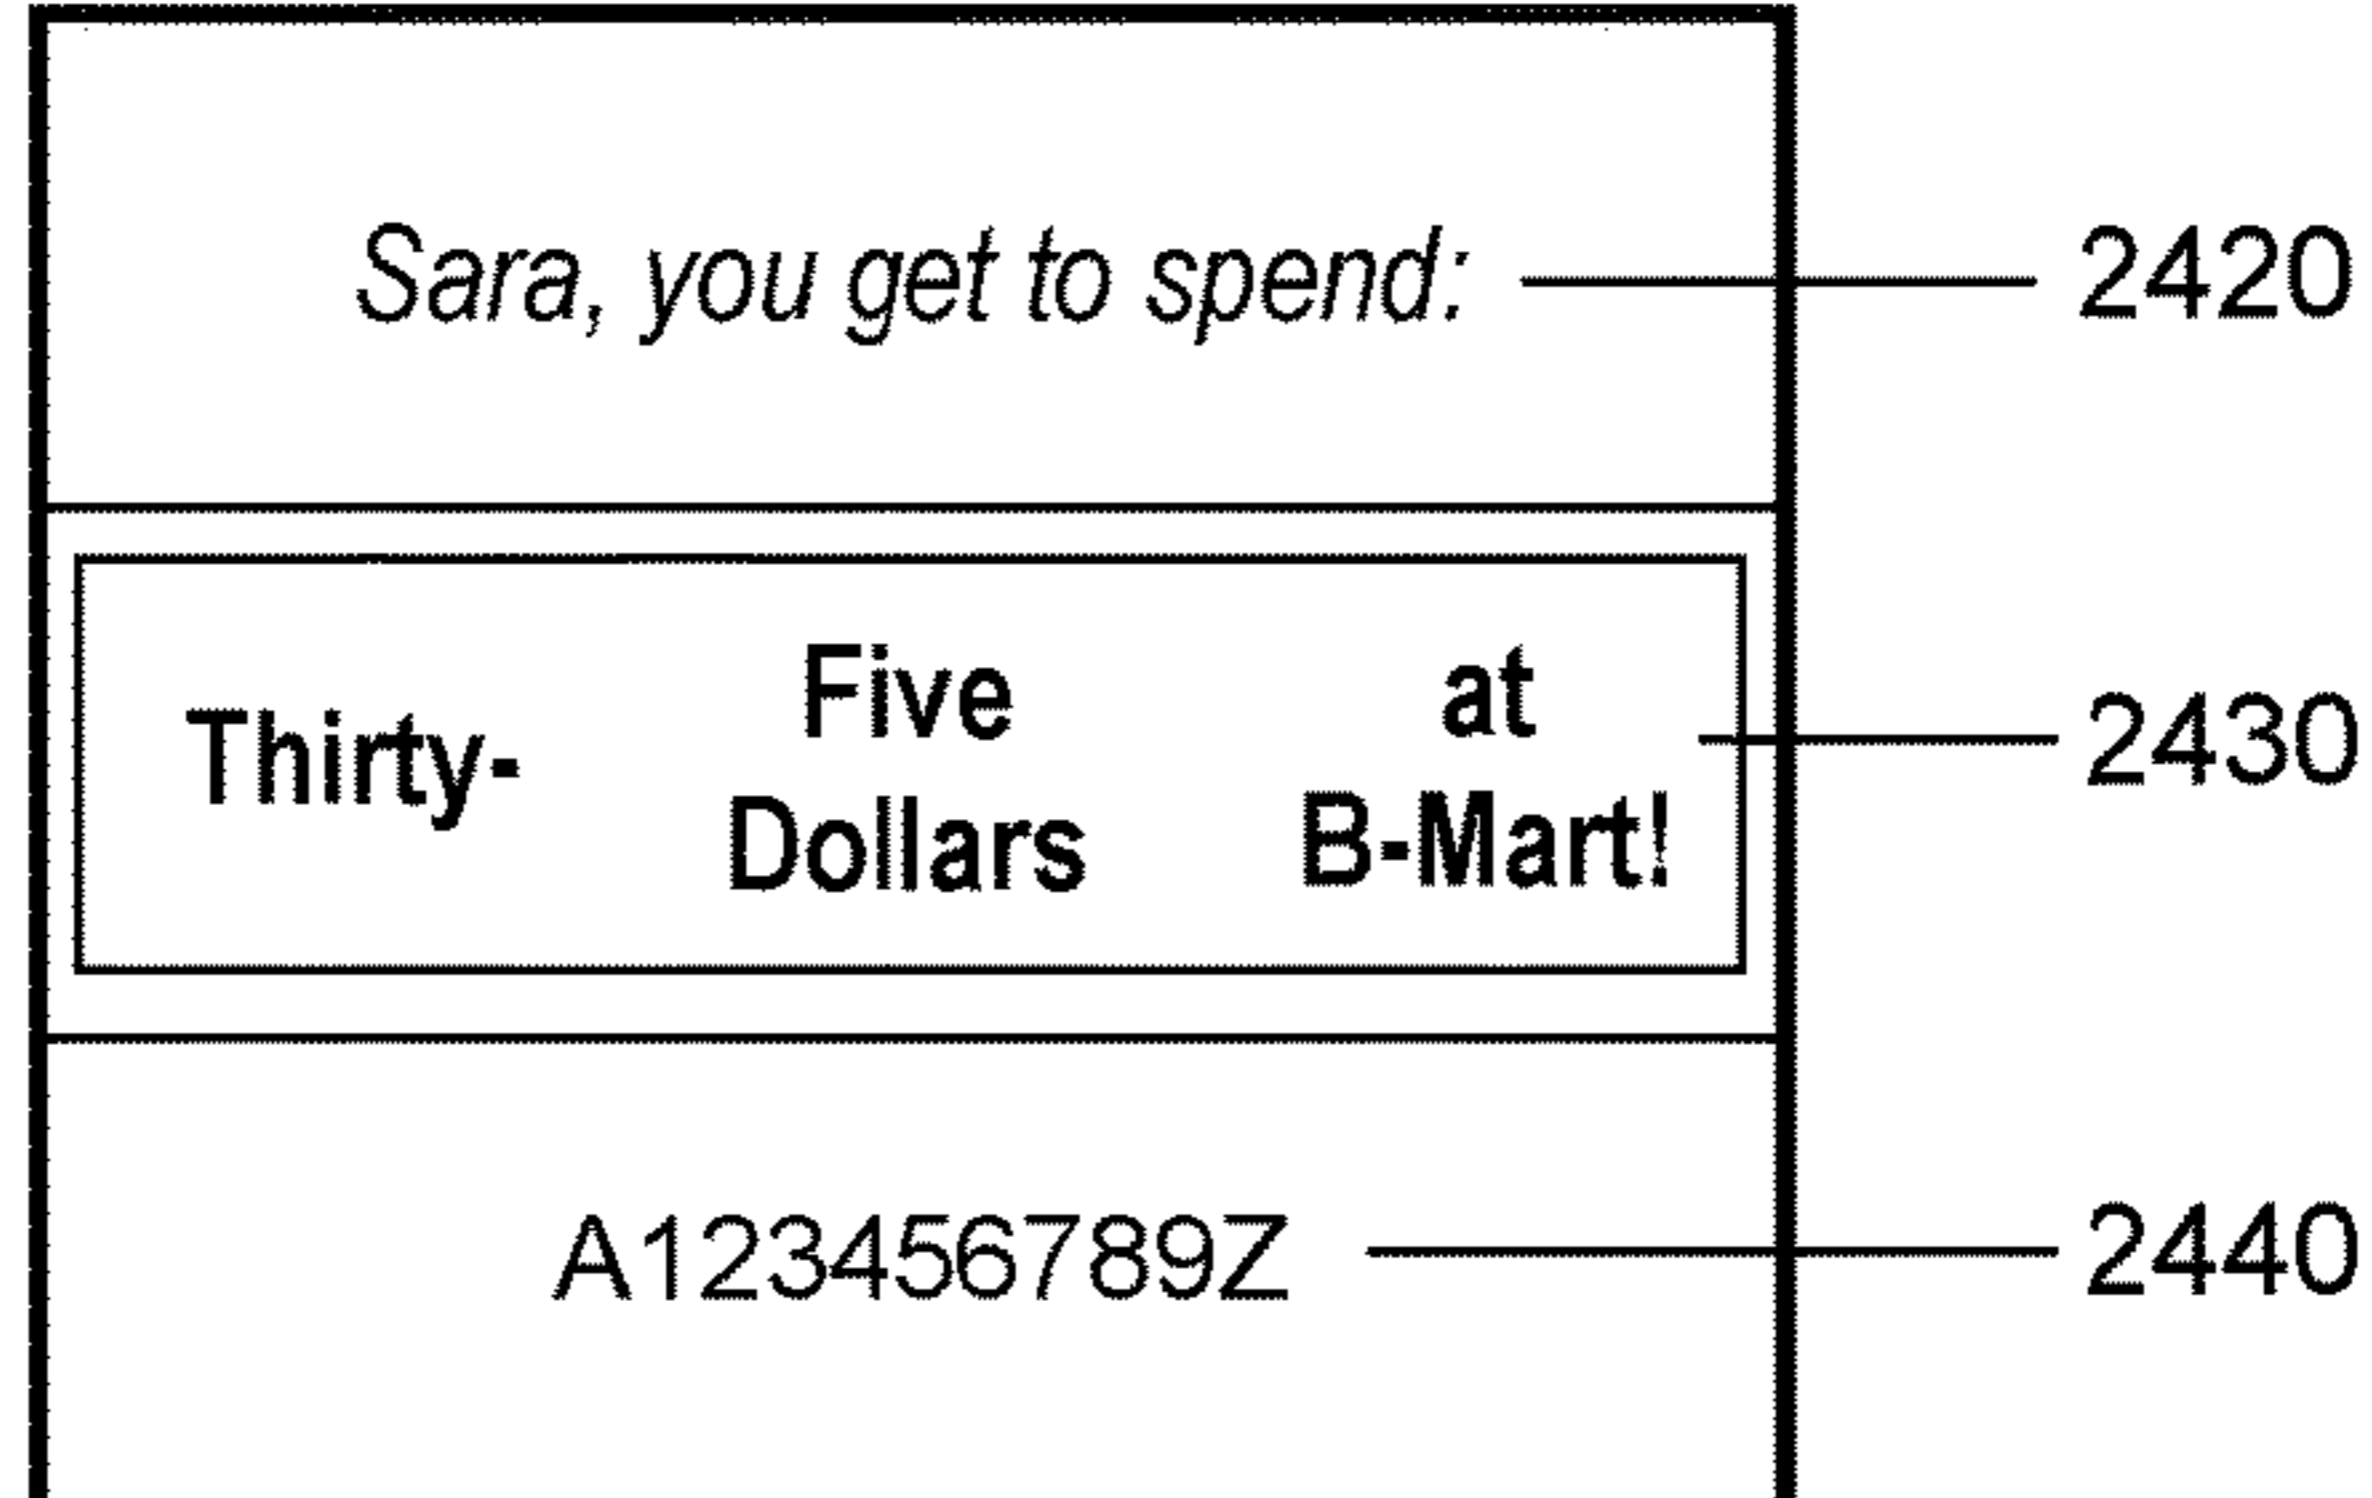 Sara, you get to spend:
2420
Thirty-
Five
Dollars
at
B-Mart!
2430
A123456789Z
2440